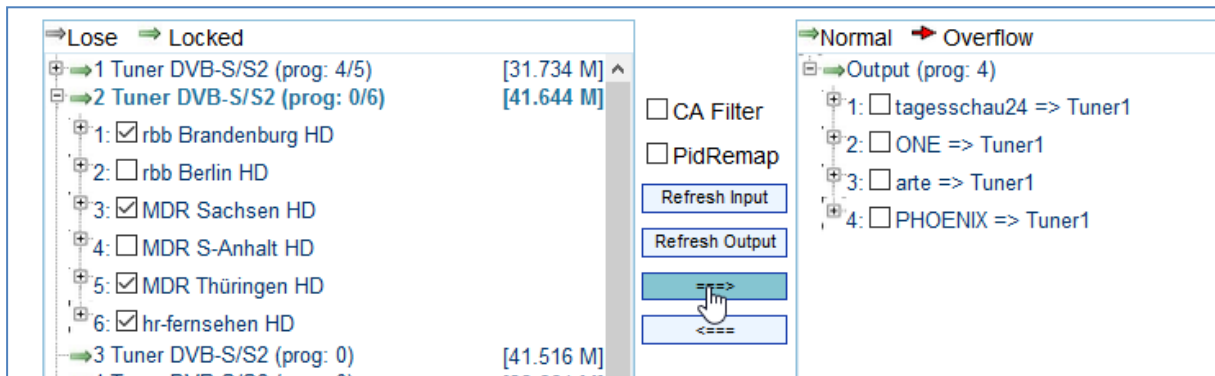 Lose Locked
1 Tuner DVB-S/S2 (prog: 4/5) [31.734 M]
2 Tuner DVB-S/S2 (prog: 0/6) [41.644 M]
1: rbb Brandenburg HD
2: rbb Berlin HD
3: MDR Sachsen HD
4: MDR S-Anhalt HD
5: MDR Thüringen HD
6: hr-fernsehen HD
3 Tuner DVB-S/S2 (prog: 0) [41.516 M]
CA Filter
PidRemap
Refresh Input
Refresh Output
===>
<===
Normal Overflow
Output (prog: 4)
1: tagesschau24 => Tuner1
2: ONE => Tuner1
3: arte => Tuner1
4: PHOENIX => Tuner1